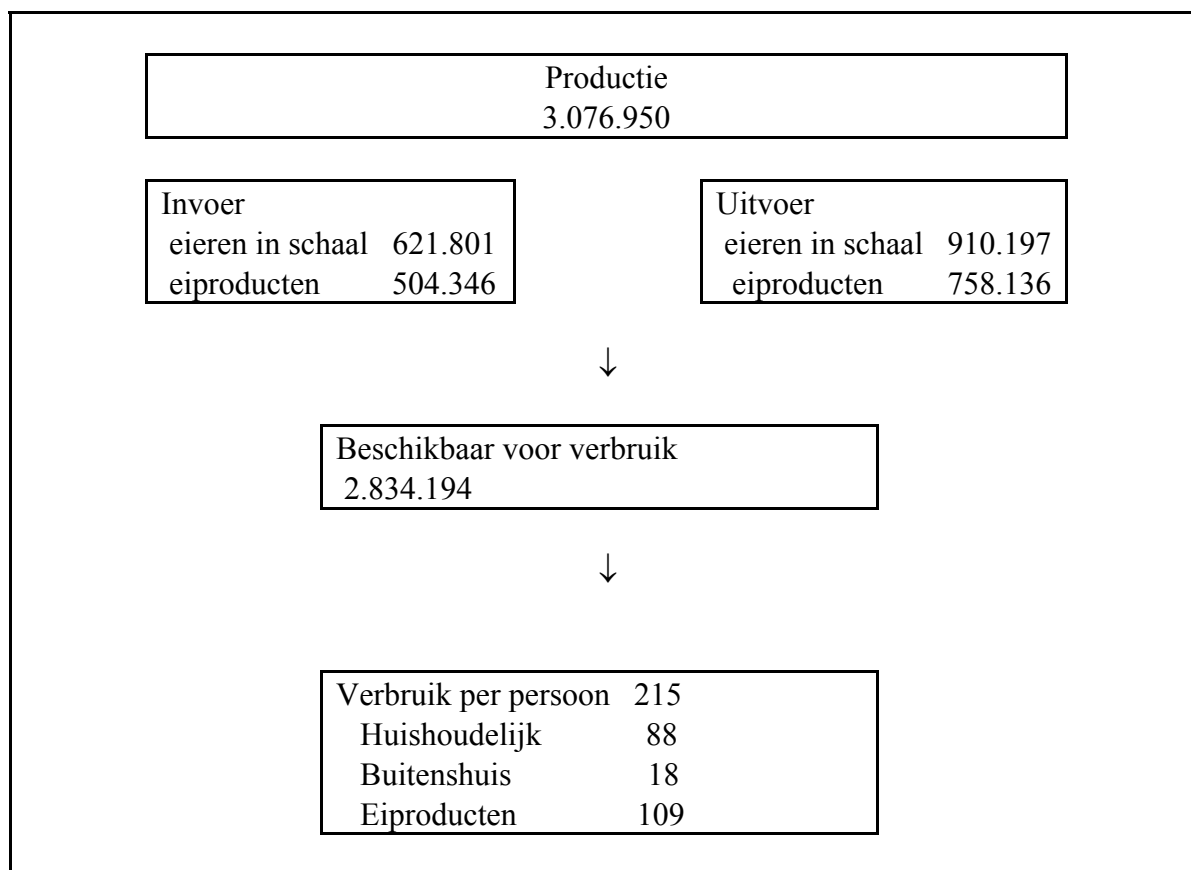 Productie
3.076.950
Invoer
eieren in schaal 621.801
eiproducten 504.346
Uitvoer
eieren in schaal 910.197
eiproducten 758.136
↓
Beschikbaar voor verbruik
2.834.194
↓
Verbruik per persoon 215
Huishoudelijk 88
Buitenshuis 18
Eiproducten 109